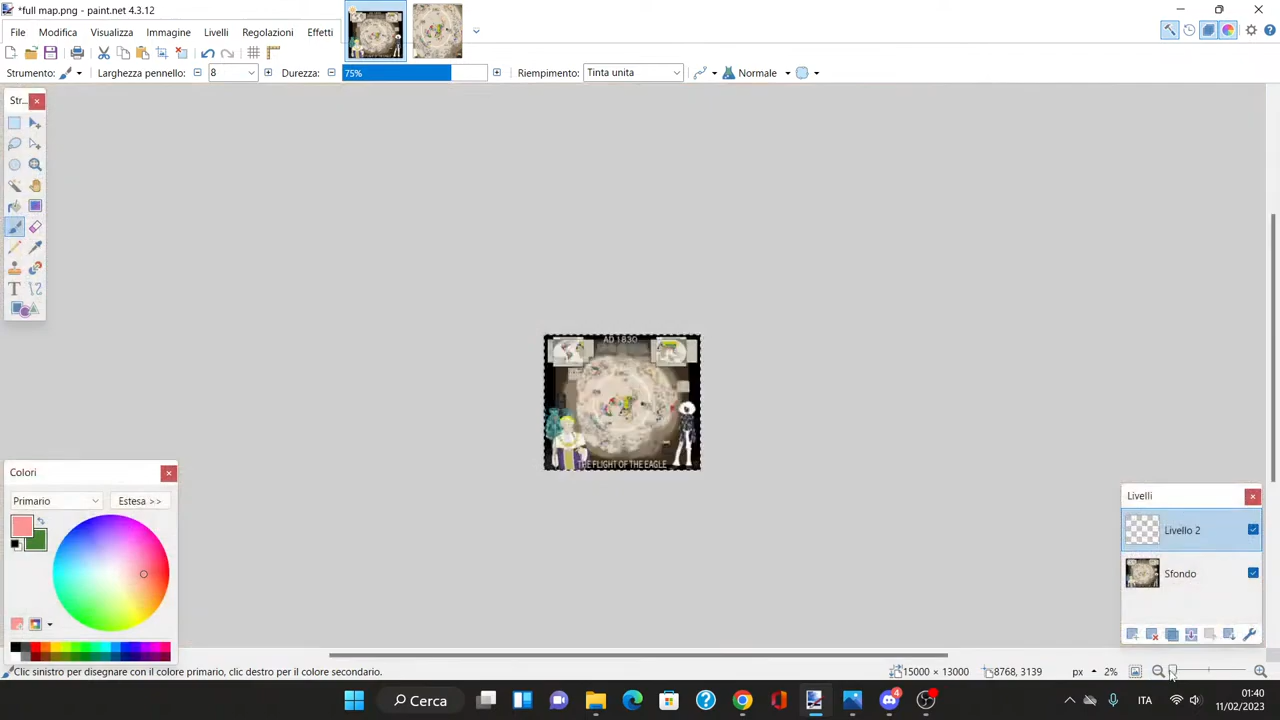 *full map.png - paint.net 4.3.12
File Modifica Visualizza Immagine Livelli Regolazioni Effetti
Strumento: Larghezza pennello: 8 Durezza: 75% Riempimento: Tinta unita Normale
Str...
AD 1830
THE FLIGHT OF THE EAGLE
Colori
Primario Estesa >>
Livelli
Livello 2
Sfondo
Clic sinistro per disegnare con il colore primario, clic destro per il colore secondario. 15000 × 13000 8768, 3139 px 2%
Cerca 4 ITA 01:40
11/02/2023